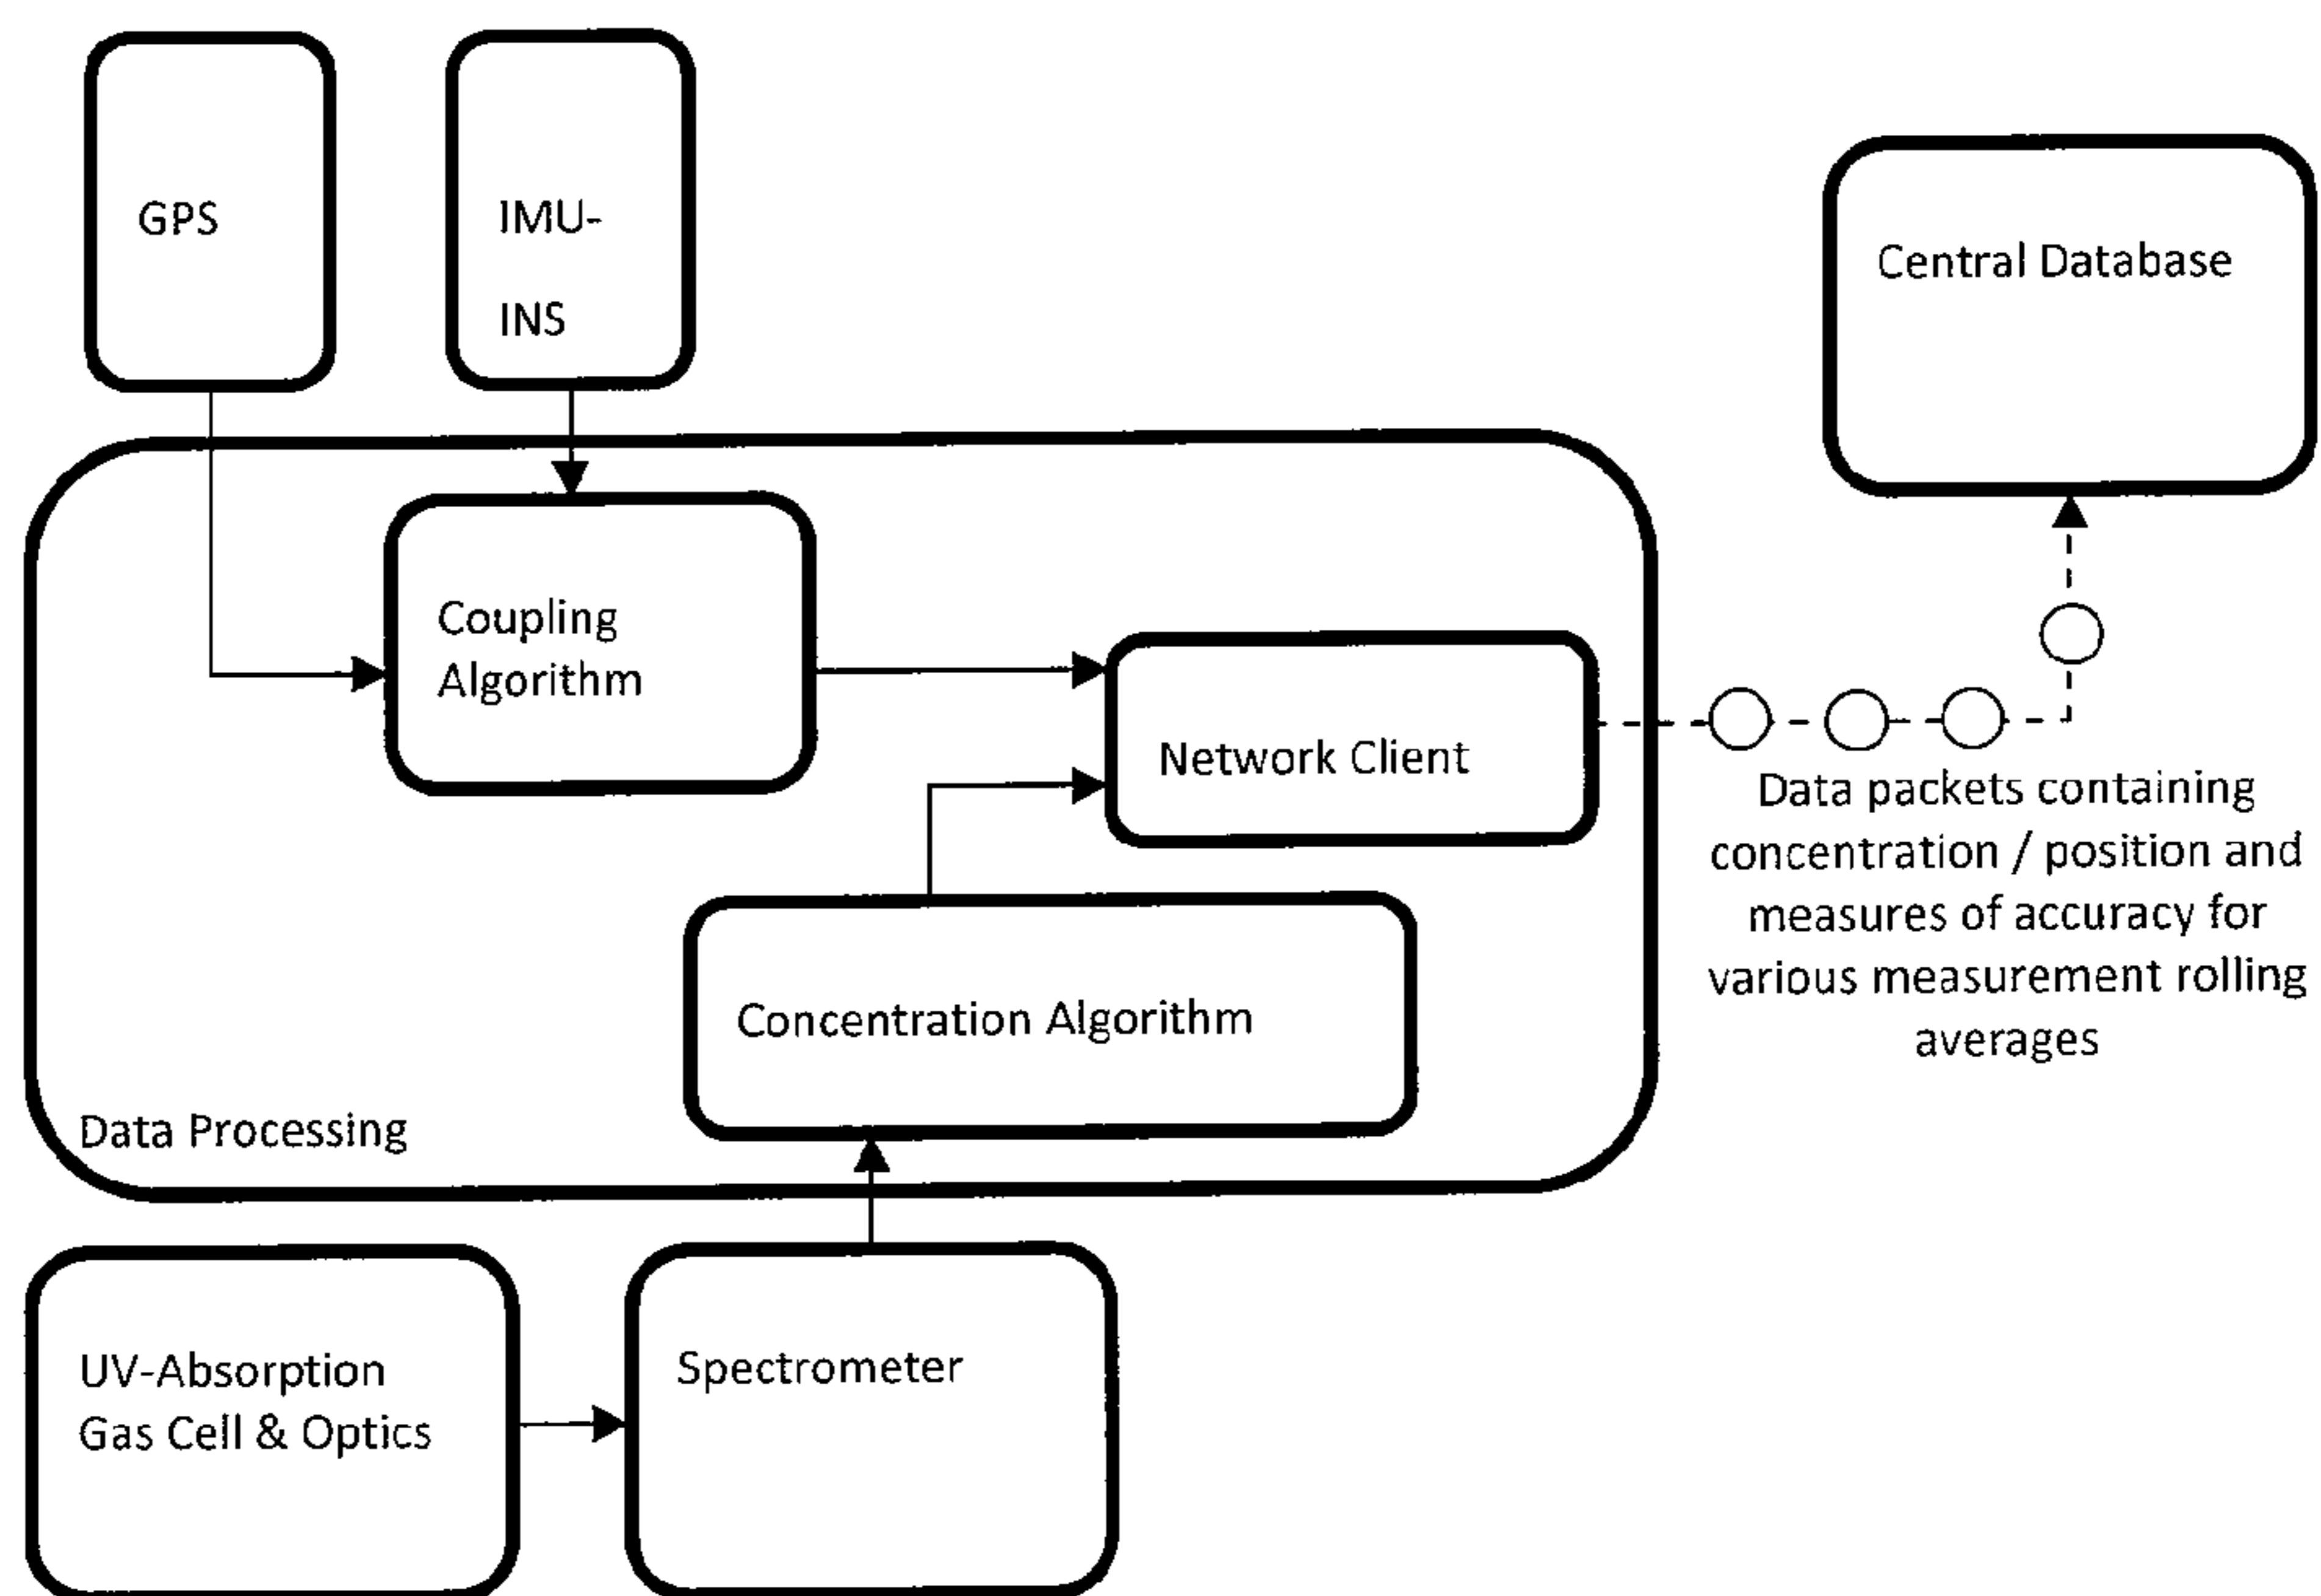 GPS
IMU-
INS
Central Database
Coupling
Algorithm
Network Client
Data packets containing
concentration / position and
measures of accuracy for
various measurement rolling
averages
Concentration Algorithm
Data Processing
UV-Absorption
Gas Cell & Optics
Spectrometer